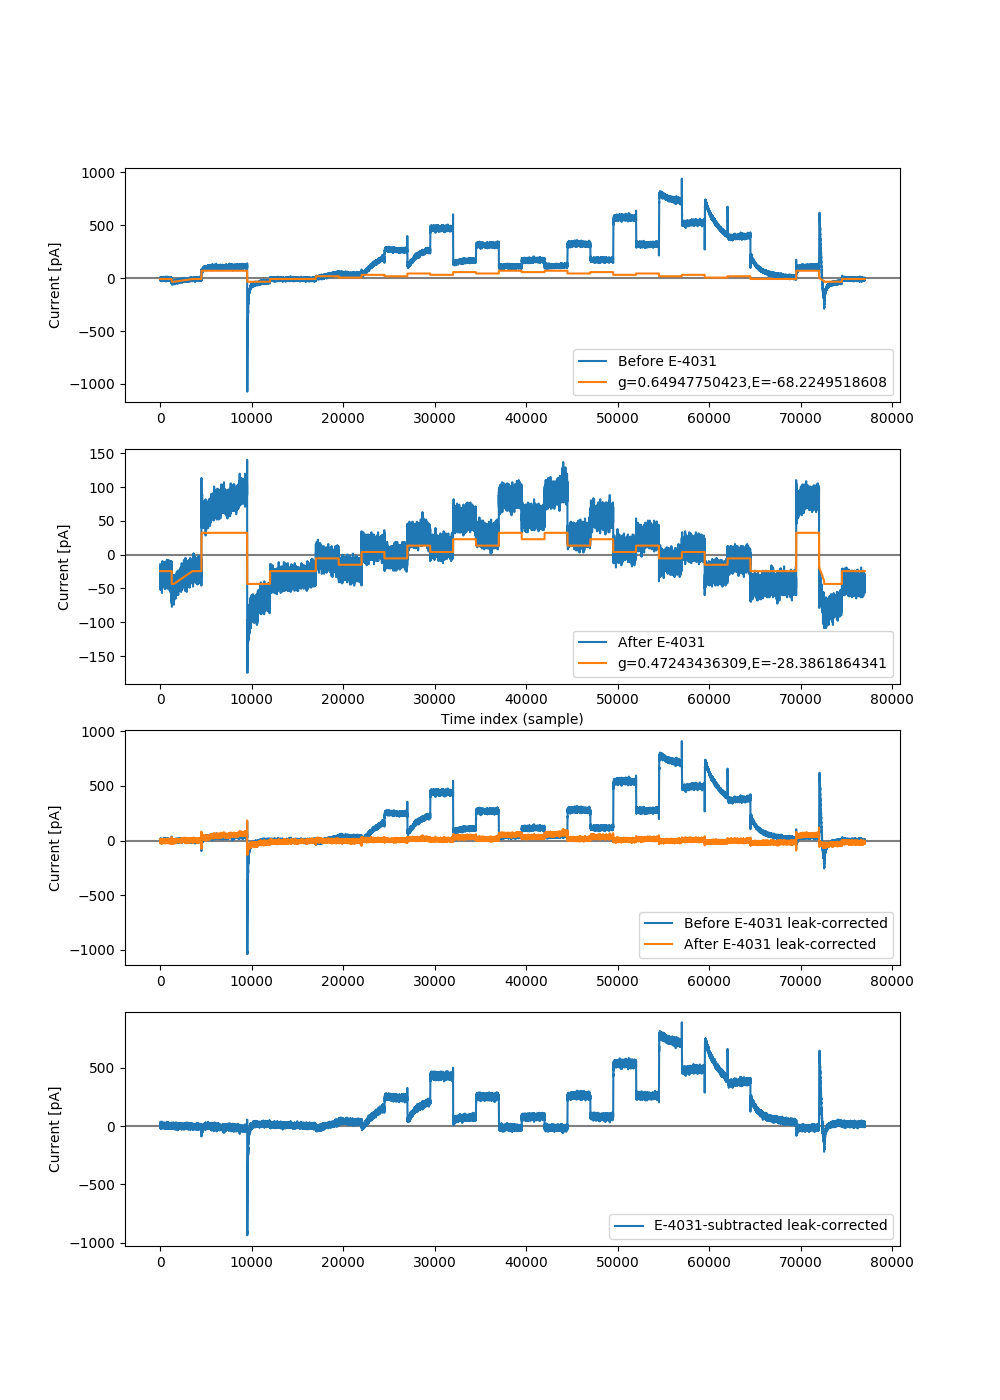 1000
500
0
−500
−1000
Current [pA]
Before E-4031
g=0.64947750423,E=-68.2249518608
0 10000 20000 30000 40000 50000 60000 70000 80000
150
100
50
0
−50
−100
−150
Current [pA]
After E-4031
g=0.47243436309,E=-28.3861864341
0 10000 20000 30000 40000 50000 60000 70000 80000
Time index (sample)
1000
500
0
−500
−1000
Current [pA]
Before E-4031 leak-corrected
After E-4031 leak-corrected
0 10000 20000 30000 40000 50000 60000 70000 80000
500
0
−500
−1000
Current [pA]
E-4031-subtracted leak-corrected
0 10000 20000 30000 40000 50000 60000 70000 80000